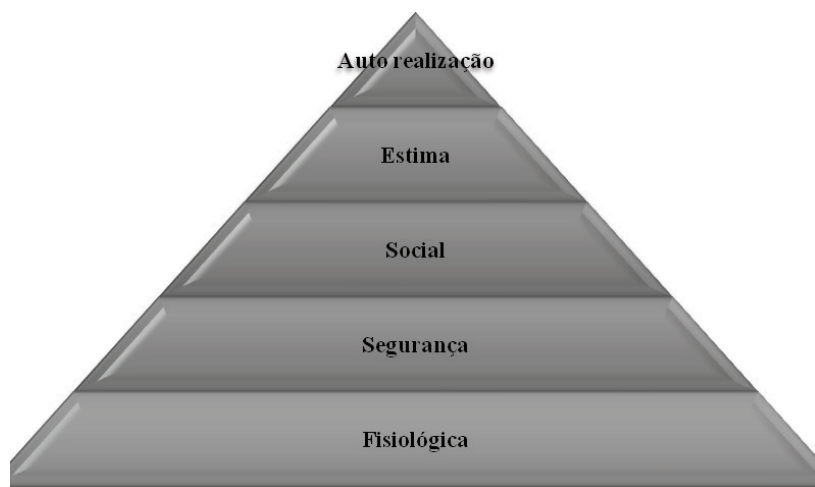 Auto realização
Estima
Social
Segurança
Fisiológica